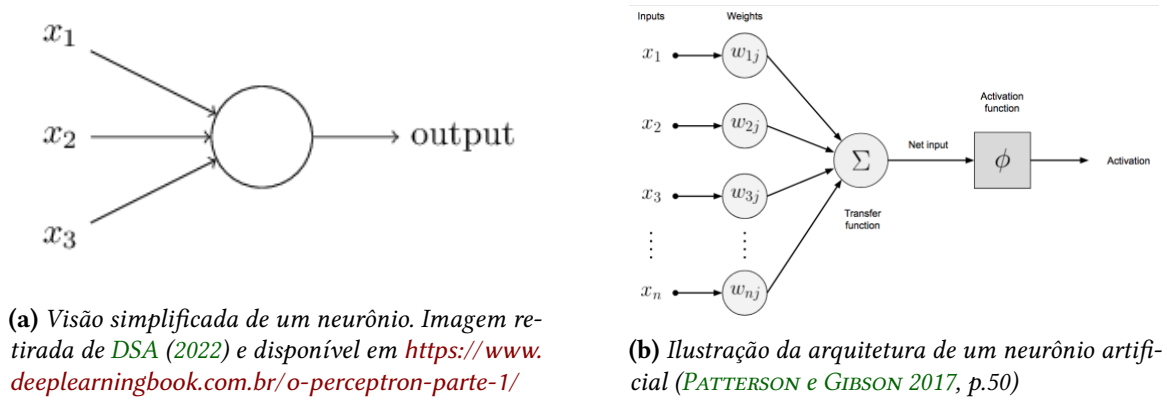 x₁
x₂
x₃
output
(a) Visão simplificada de um neurônio. Imagem re-
tirada de DSA (2022) e disponível em https://www.
deeplearningbook.com.br/o-perceptron-parte-1/
Inputs
Weights
x₁
w₁ⱼ
x₂
w₂ⱼ
x₃
w₃ⱼ
xₙ
wₙⱼ
Σ
Transfer
function
Net input
Activation
function
ϕ
Activation
(b) Ilustração da arquitetura de um neurônio artifi-
cial (Patterson e Gibson 2017, p.50)